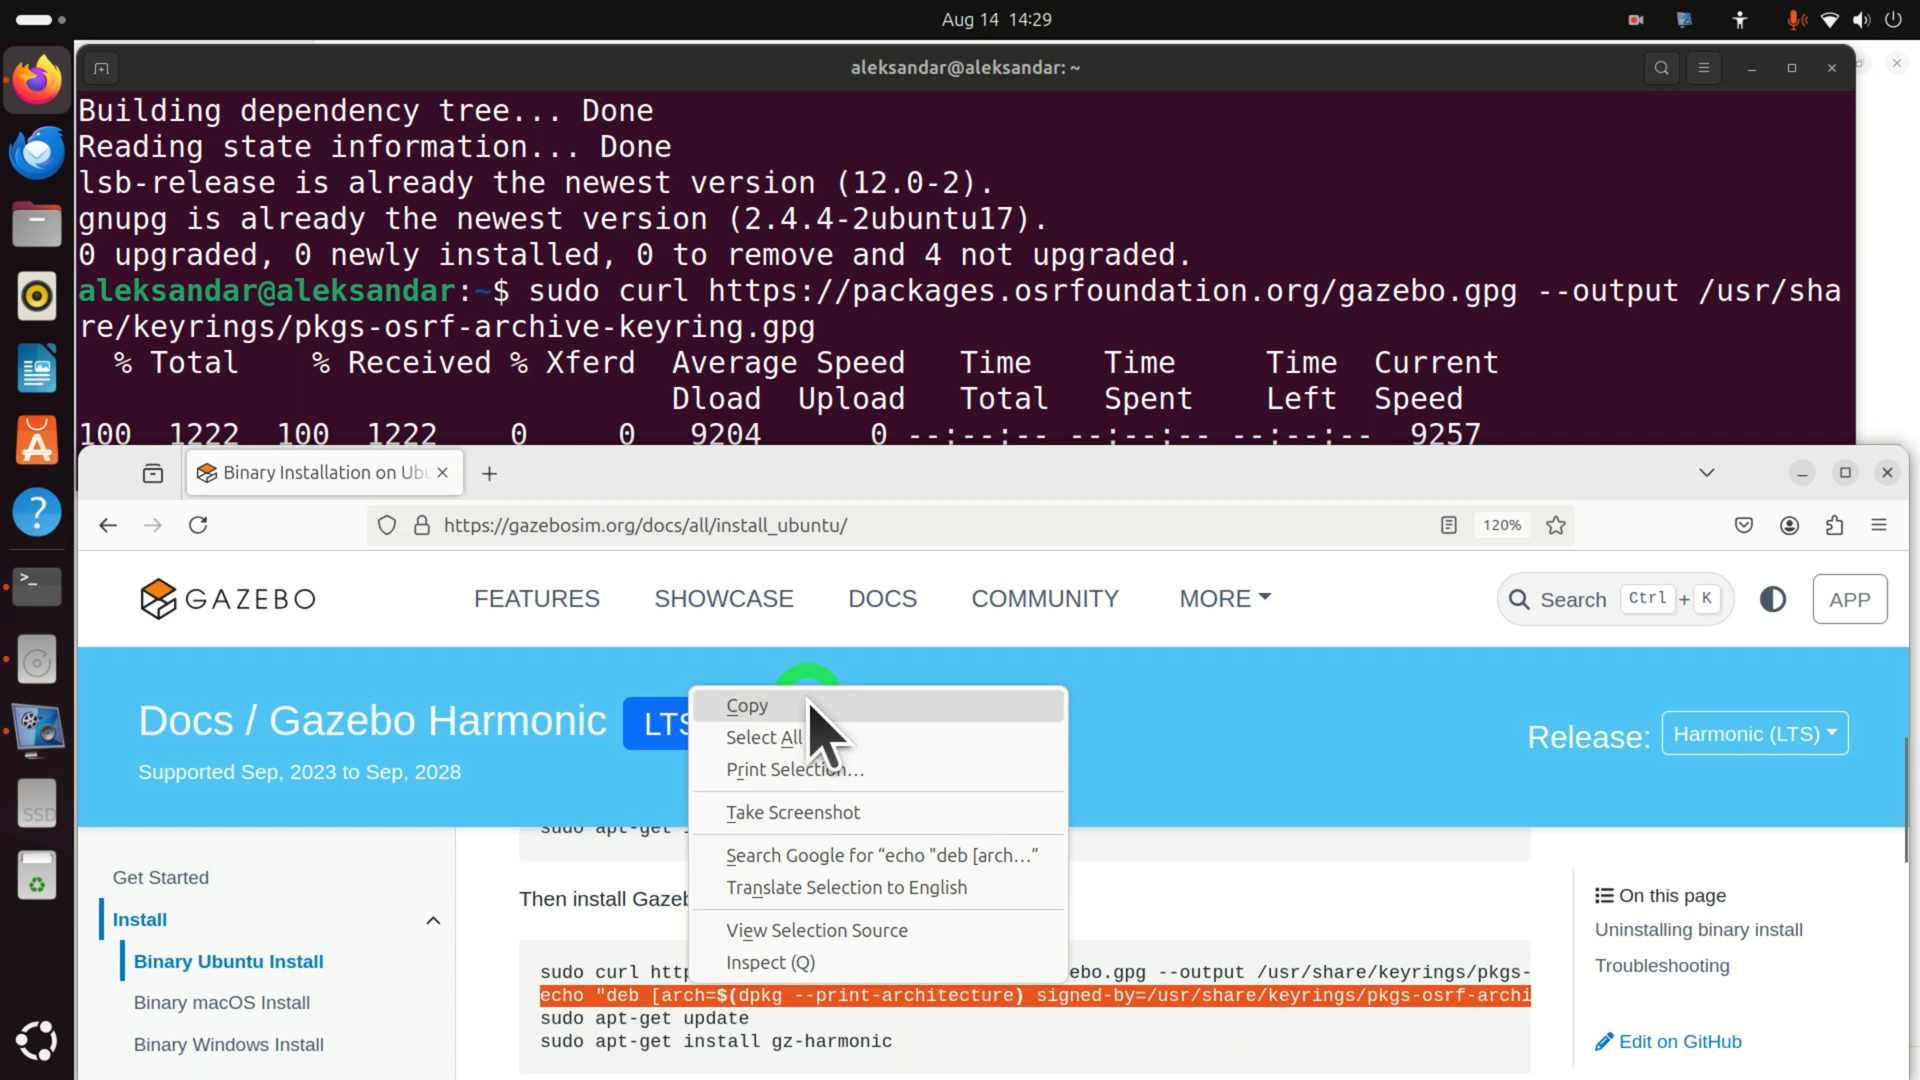 Aug 14 14:29
aleksandar@aleksandar: ~
Building dependency tree... Done
Reading state information... Done
lsb-release is already the newest version (12.0-2).
gnupg is already the newest version (2.4.4-2ubuntu17).
0 upgraded, 0 newly installed, 0 to remove and 4 not upgraded.
aleksandar@aleksandar:~$ sudo curl https://packages.osrfoundation.org/gazebo.gpg --output /usr/sha
re/keyrings/pkgs-osrf-archive-keyring.gpg
% Total % Received % Xferd Average Speed Time Time Time Current
Dload Upload Total Spent Left Speed
100 1222 100 1222 0 0 9204 0 --:--:-- --:--:-- --:--:-- 9257
Binary Installation on Ubu
https://gazebosim.org/docs/all/install_ubuntu/
120%
GAZEBO
FEATURES SHOWCASE DOCS COMMUNITY MORE
Search Ctrl + K
APP
Docs / Gazebo Harmonic LTS
Supported Sep, 2023 to Sep, 2028
Release: Harmonic (LTS)
Copy
Select All
Print Selection…
Take Screenshot
Search Google for “echo "deb [arch…”
Translate Selection to English
View Selection Source
Inspect (Q)
SSD
Get Started
Install
Binary Ubuntu Install
Binary macOS Install
Binary Windows Install
sudo apt-get
Then install
sudo curl ebo.gpg --output /usr/share/keyrings/pkgs-
echo "deb [arch=$(dpkg --print-architecture) signed-by=/usr/share/keyrings/pkgs-osrf-archi
sudo apt-get update
sudo apt-get install gz-harmonic
On this page
Uninstalling binary install
Troubleshooting
Edit on GitHub